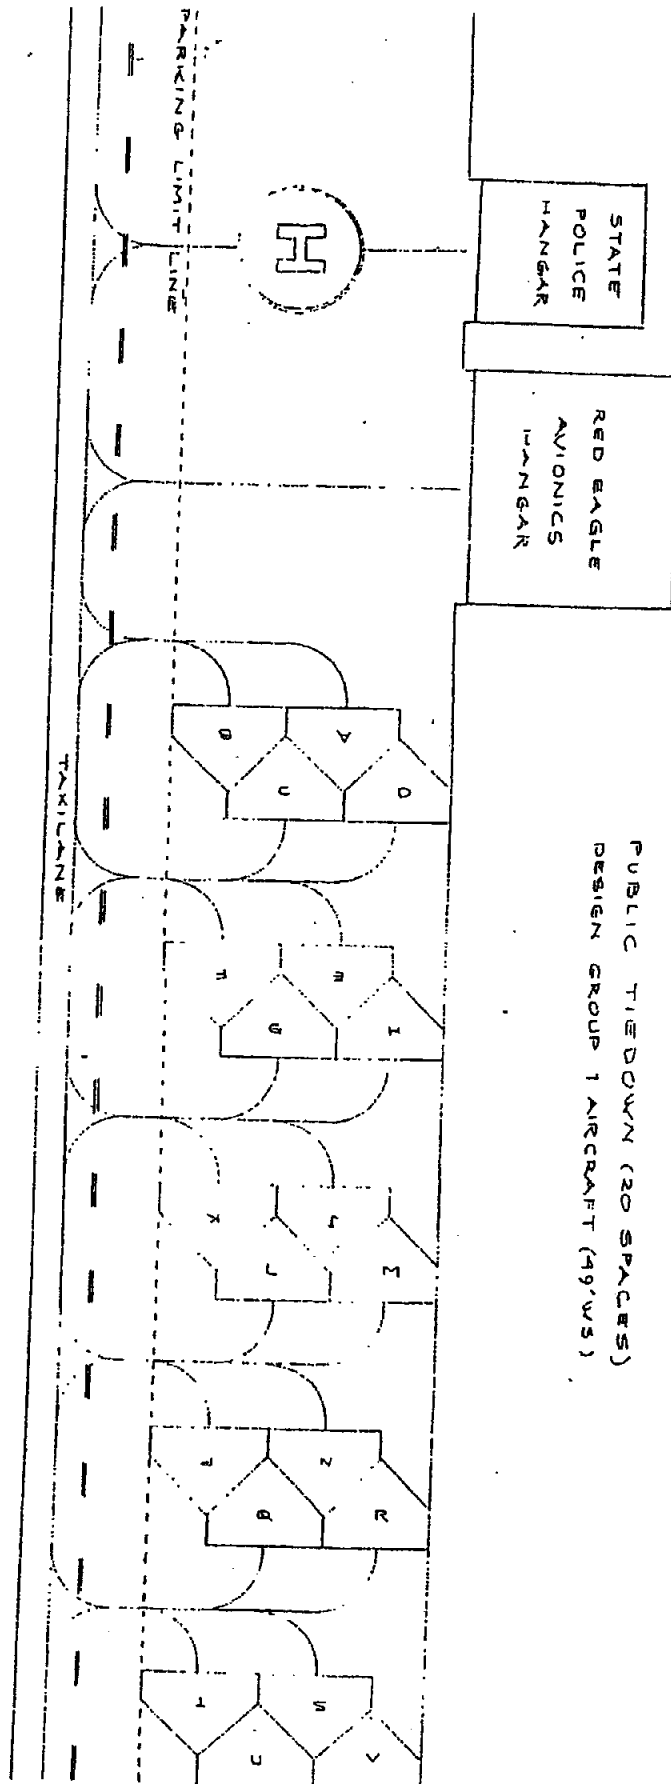 PARKING LIMIT LINE
H
STATE
POLICE
HANGAR
RED EAGLE
AVIONICS
HANGAR
TAXILANE
PUBLIC TIEDOWN (20 SPACES)
DESIGN GROUP 1 AIRCRAFT (49' WS)
A
B
C
D
E
F
G
H
J
K
L
M
N
P
Q
R
S
T
U
V